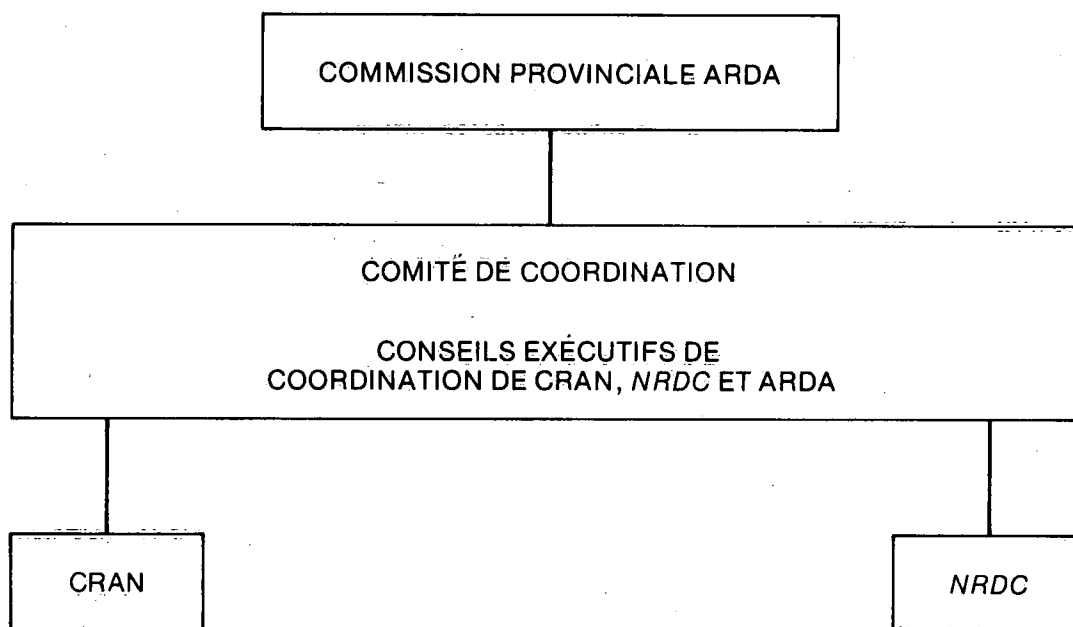 COMMISSION PROVINCIALE ARDA
COMITÉ DE COORDINATION
CONSEILS EXÉCUTIFS DE
COORDINATION DE CRAN, NRDC ET ARDA
CRAN
NRDC